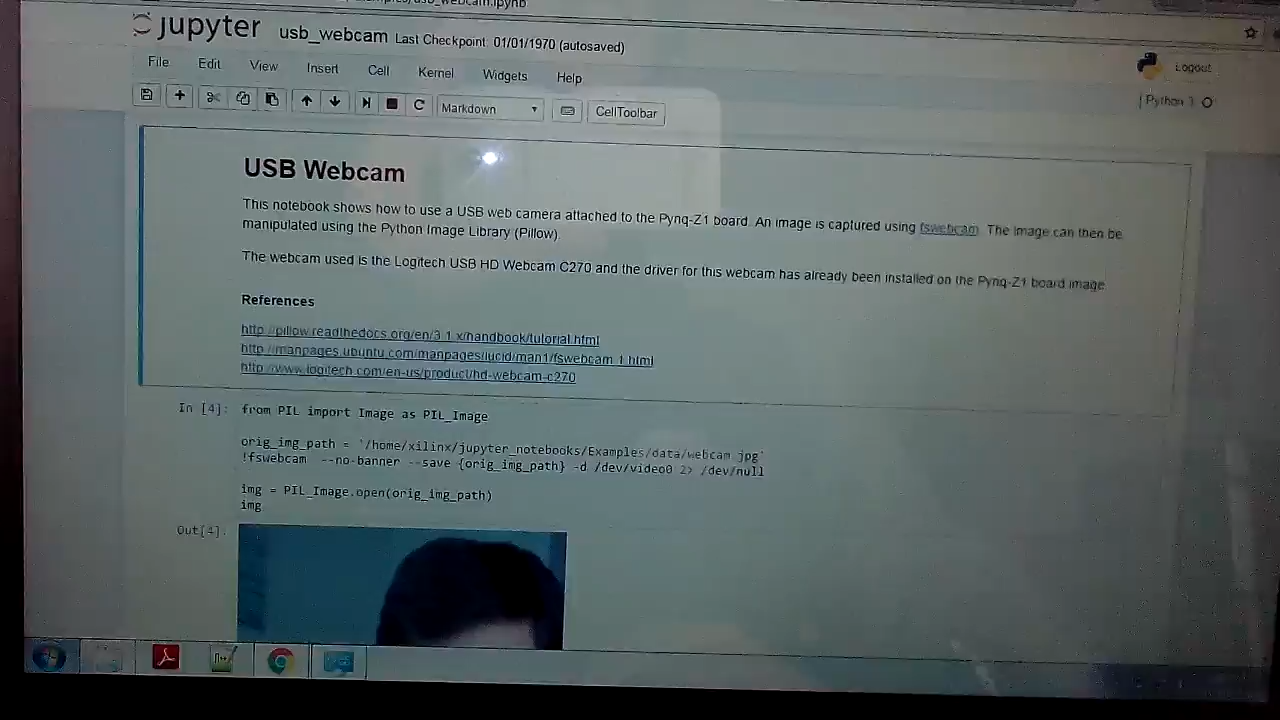 usb_webcam.ipynb
jupyter usb_webcam Last Checkpoint: 01/01/1970 (autosaved)
File Edit View Insert Cell Kernel Widgets Help
Logout
Markdown CellToolbar
Python
USB Webcam
This notebook shows how to use a USB web camera attached to the Pynq-Z1 board. An image is captured using fswebcam. The image can then be
manipulated using the Python Image Library (Pillow)
The webcam used is the Logitech USB HD Webcam C270 and the driver for this webcam has already been installed on the Pynq-Z1 board image
References
http://pillow.readthedocs.org/en/3.1.x/handbook/tutorial.html
http://manpages.ubuntu.com/manpages/lucid/man1/fswebcam.1.html
http://www.logitech.com/en-us/product/hd-webcam-c270
In [4]: from PIL import Image as PIL_Image
orig_img_path = '/home/xilinx/jupyter_notebooks/Examples/data/webcam.jpg'
!fswebcam --no-banner --save {orig_img_path} -d /dev/video0 2> /dev/null
img = PIL_Image.open(orig_img_path)
img
Out[4]: